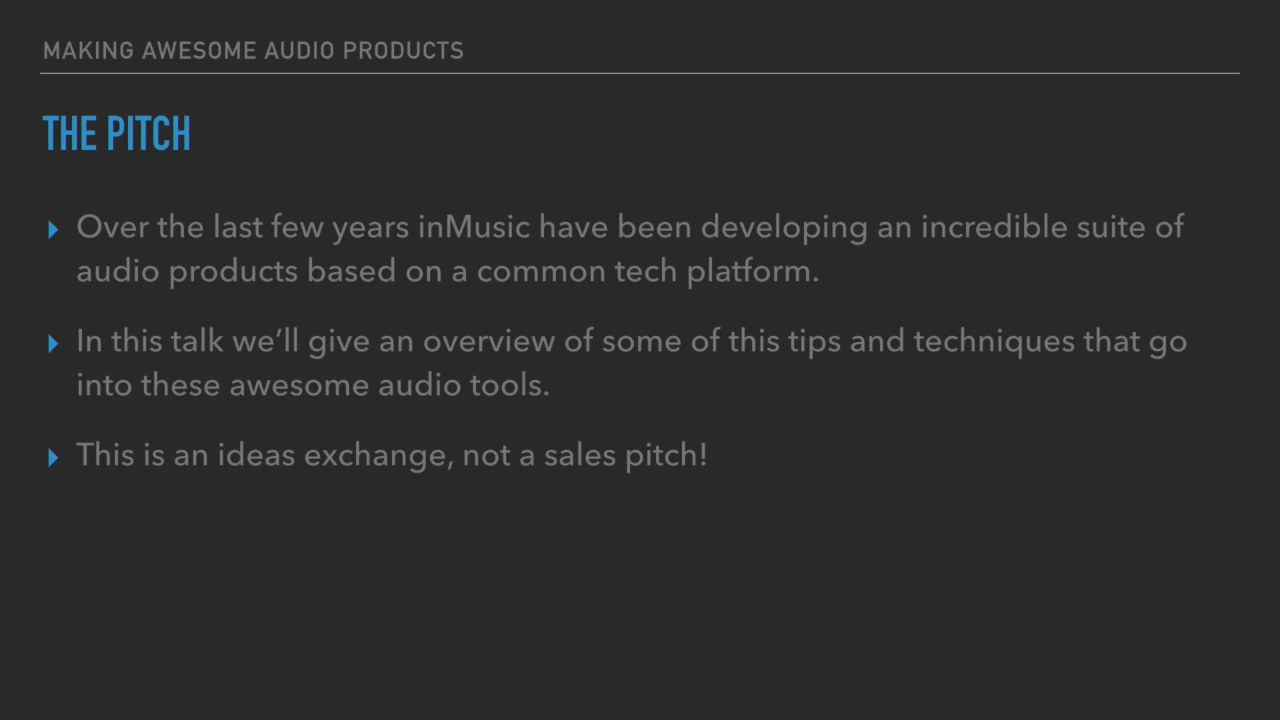 MAKING AWESOME AUDIO PRODUCTS
THE PITCH
Over the last few years inMusic have been developing an incredible suite of
audio products based on a common tech platform.
In this talk we’ll give an overview of some of this tips and techniques that go
into these awesome audio tools.
This is an ideas exchange, not a sales pitch!